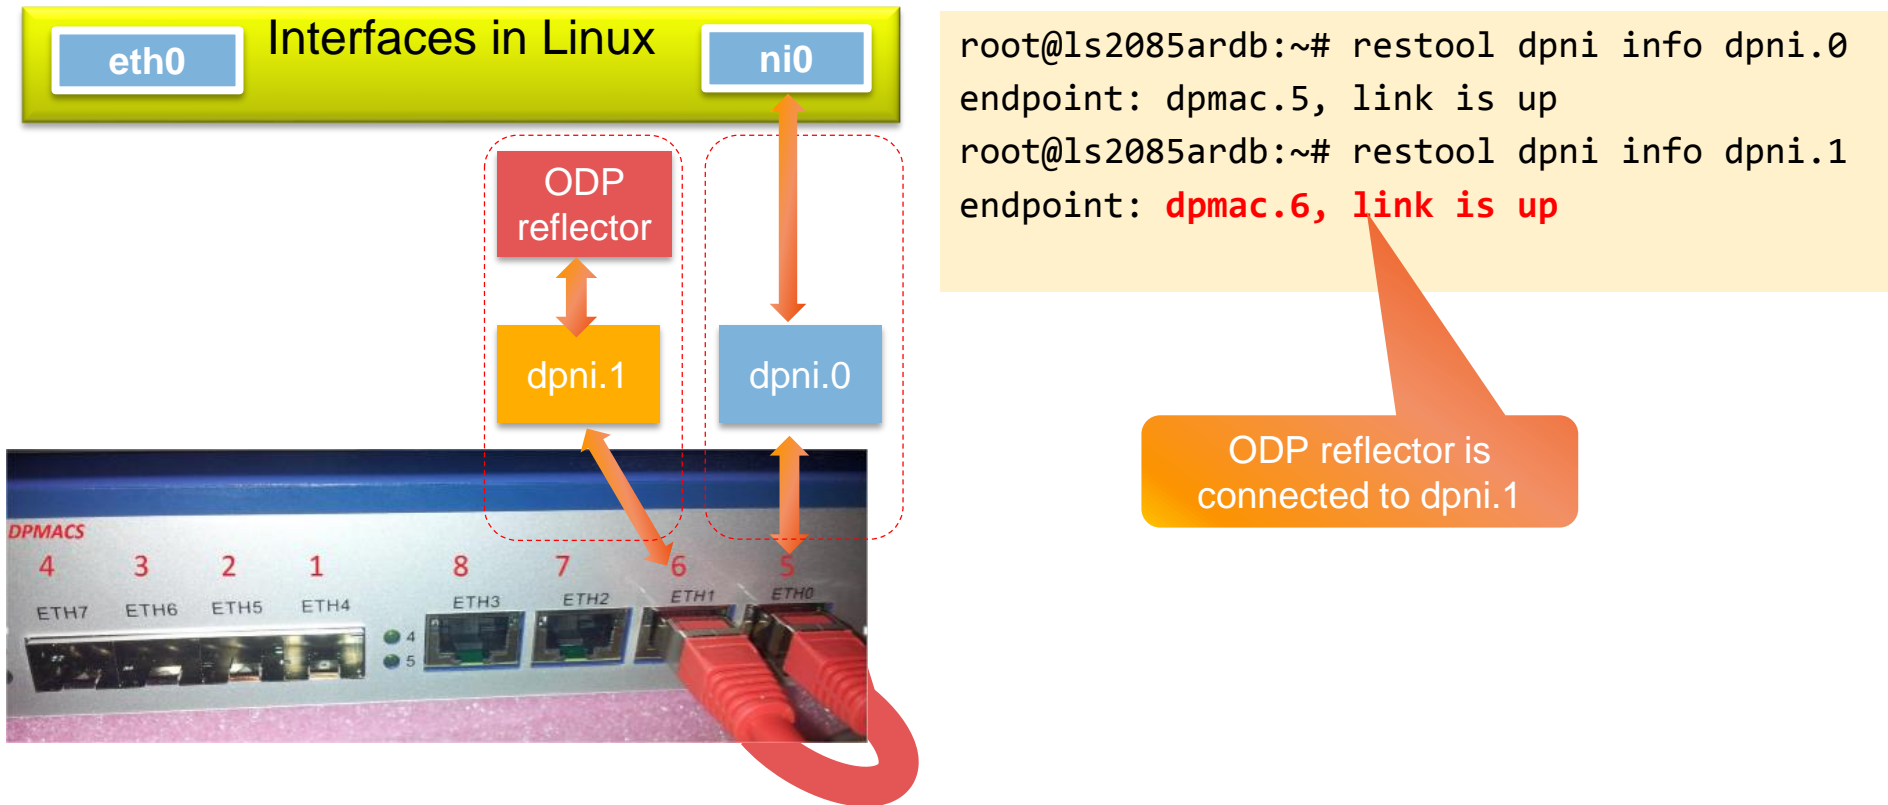 Interfaces in Linux
eth0
ni0
root@ls2085ardb:~# restool dpni info dpni.0
endpoint: dpmac.5, link is up
root@ls2085ardb:~# restool dpni info dpni.1
endpoint: dpmac.6, link is up
ODP
reflector
dpni.1
dpni.0
ODP reflector is
connected to dpni.1
DPMACS
4 3 2 1 8 7 6 5
ETH7 ETH6 ETH5 ETH4 ETH3 ETH2 ETH1 ETH0
4
5